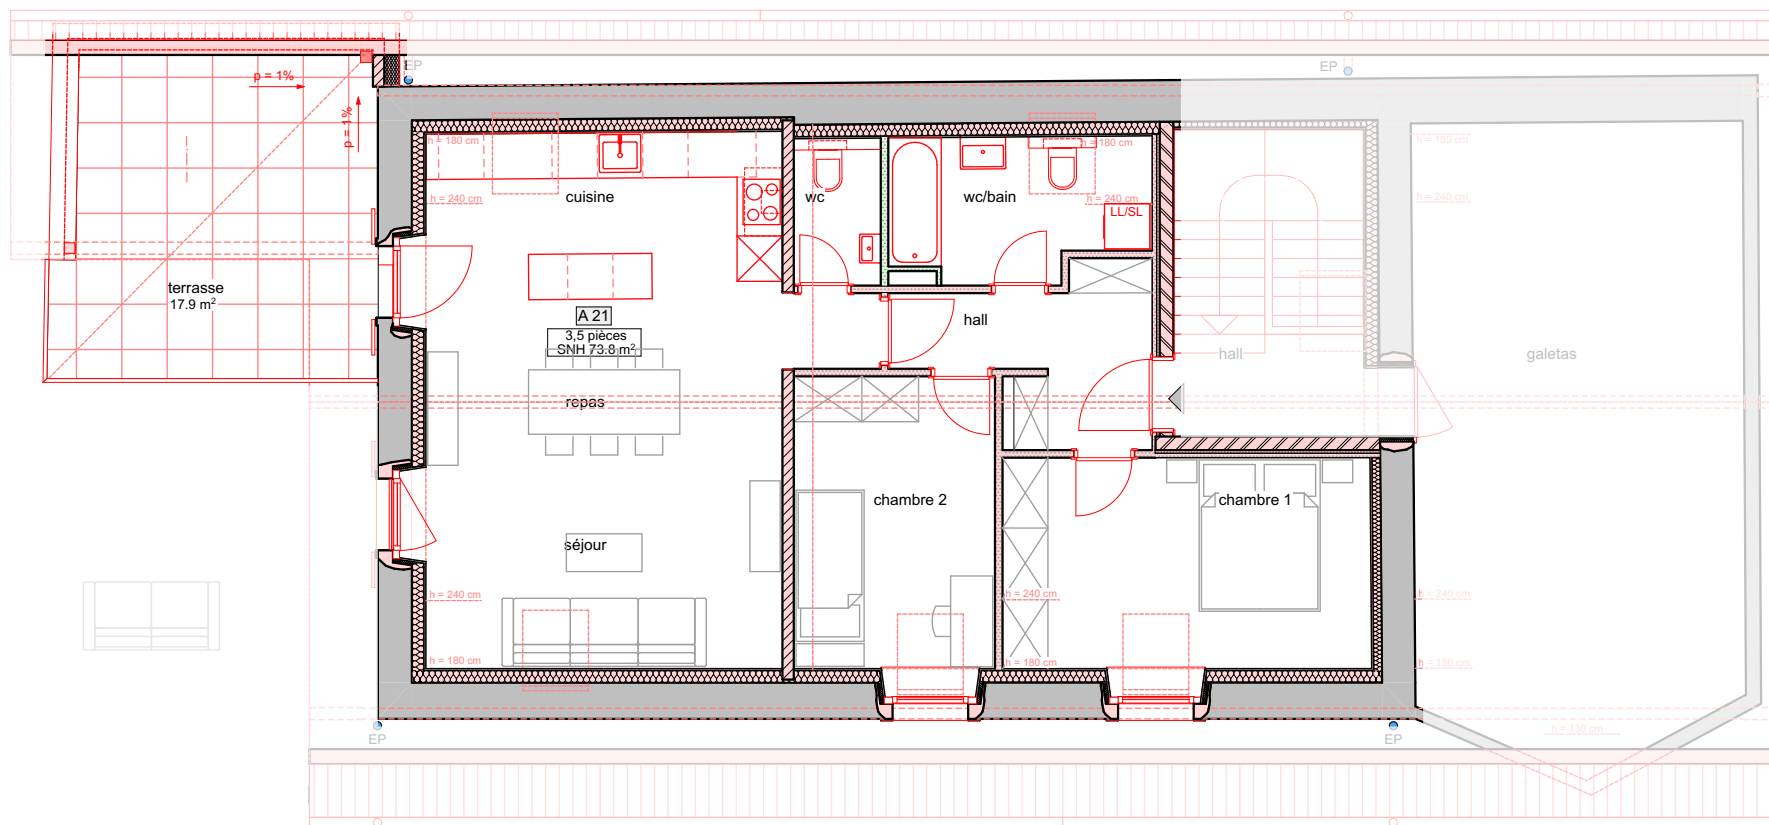 EP
EP
p = 1%
p = 1%
h = 180 cm
h = 180 cm
h = 180 cm
h = 240 cm
cuisine
wc
wc/bain
h = 240 cm
h = 240 cm
LL/SL
terrasse
17.9 m²
A 21
3,5 pièces
SNH 73.8 m²
hall
hall
galetas
repas
chambre 2
chambre 1
séjour
h = 240 cm
h = 240 cm
h = 240 cm
h = 180 cm
h = 180 cm
h = 180 cm
EP
EP
h = 130 cm